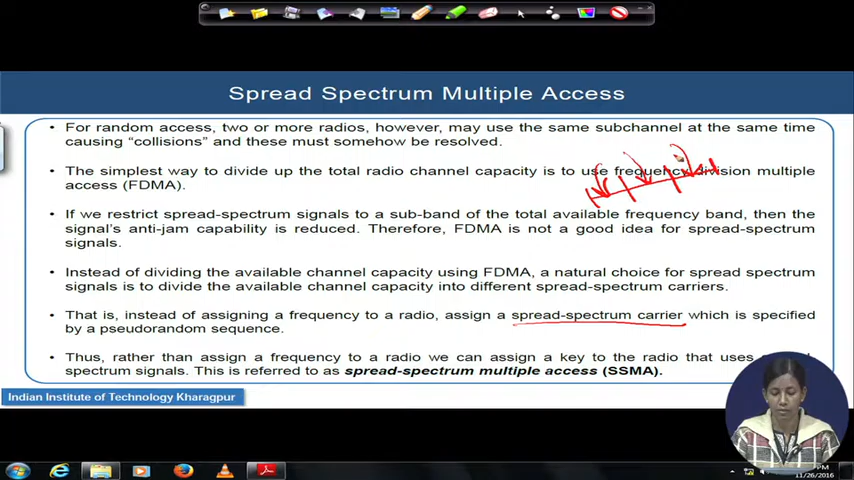 Spread Spectrum Multiple Access
• For random access, two or more radios, however, may use the same subchannel at the same time
causing “collisions” and these must somehow be resolved.
• The simplest way to divide up the total radio channel capacity is to use frequency division multiple
access (FDMA).
• If we restrict spread-spectrum signals to a sub-band of the total available frequency band, then the
signal's anti-jam capability is reduced. Therefore, FDMA is not a good idea for spread-spectrum
signals.
• Instead of dividing the available channel capacity using FDMA, a natural choice for spread spectrum
signals is to divide the available channel capacity into different spread-spectrum carriers.
• That is, instead of assigning a frequency to a radio, assign a spread-spectrum carrier which is specified
by a pseudorandom sequence.
• Thus, rather than assign a frequency to a radio we can assign a key to the radio that uses
spectrum signals. This is referred to as spread-spectrum multiple access (SSMA).
Indian Institute of Technology Kharagpur
PM
11/26/2016